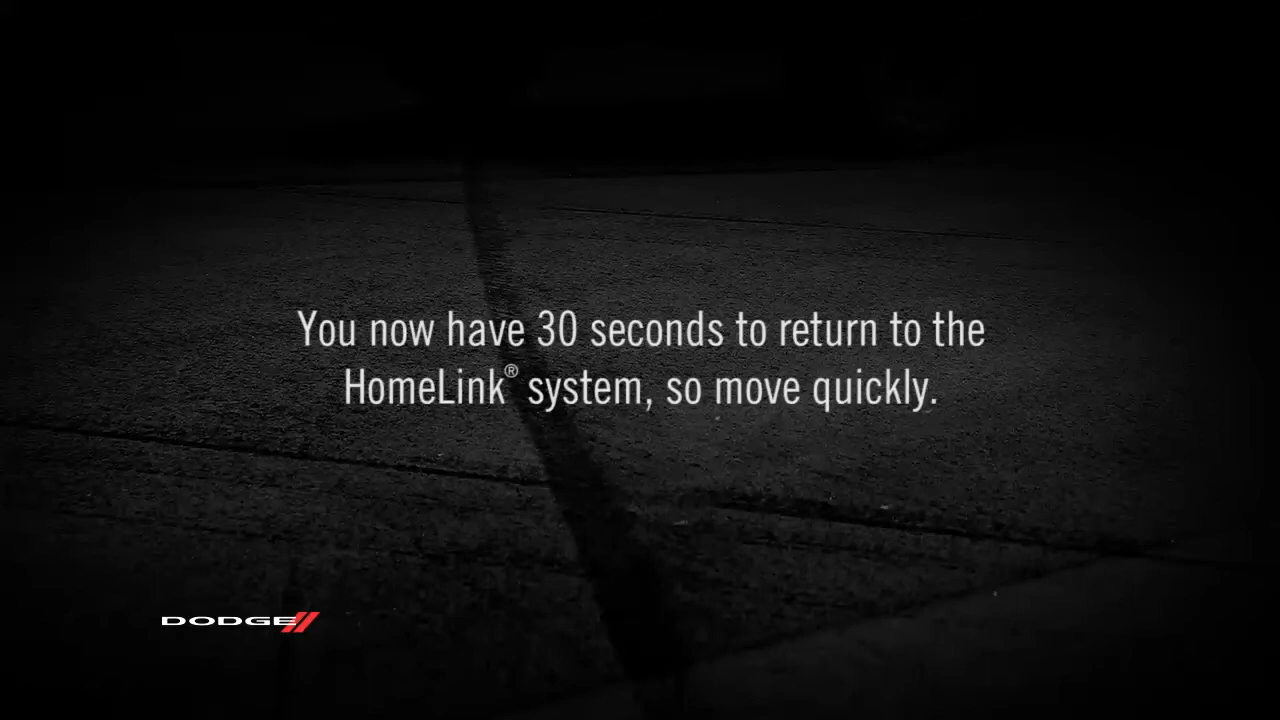 You now have 30 seconds to return to the
HomeLink® system, so move quickly.
DODGE